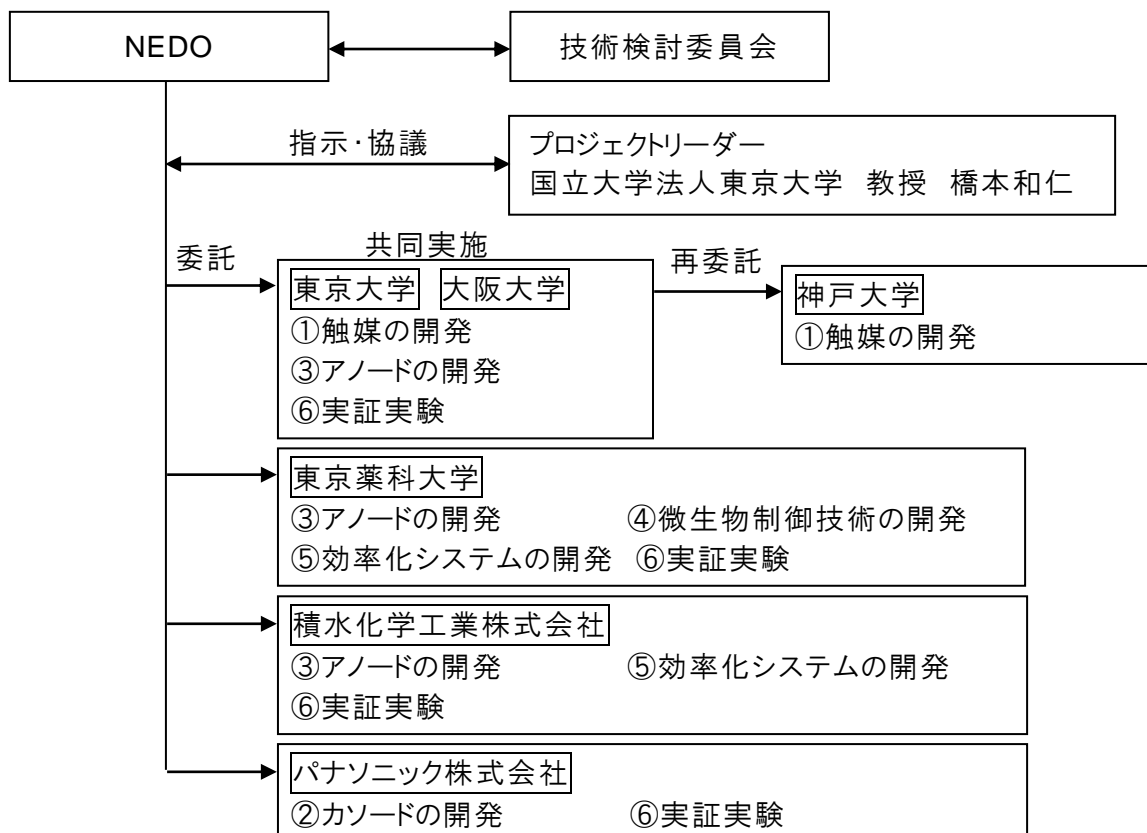 NEDO
技術検討委員会
指示・協議
プロジェクトリーダー
国立大学法人東京大学 教授 橋本和仁
委託
共同実施
東京大学 大阪大学
①触媒の開発
③アノードの開発
⑥実証実験
再委託
神戸大学
①触媒の開発
東京薬科大学
③アノードの開発 ④微生物制御技術の開発
⑤効率化システムの開発 ⑥実証実験
積水化学工業株式会社
③アノードの開発 ⑤効率化システムの開発
⑥実証実験
パナソニック株式会社
②カソードの開発 ⑥実証実験